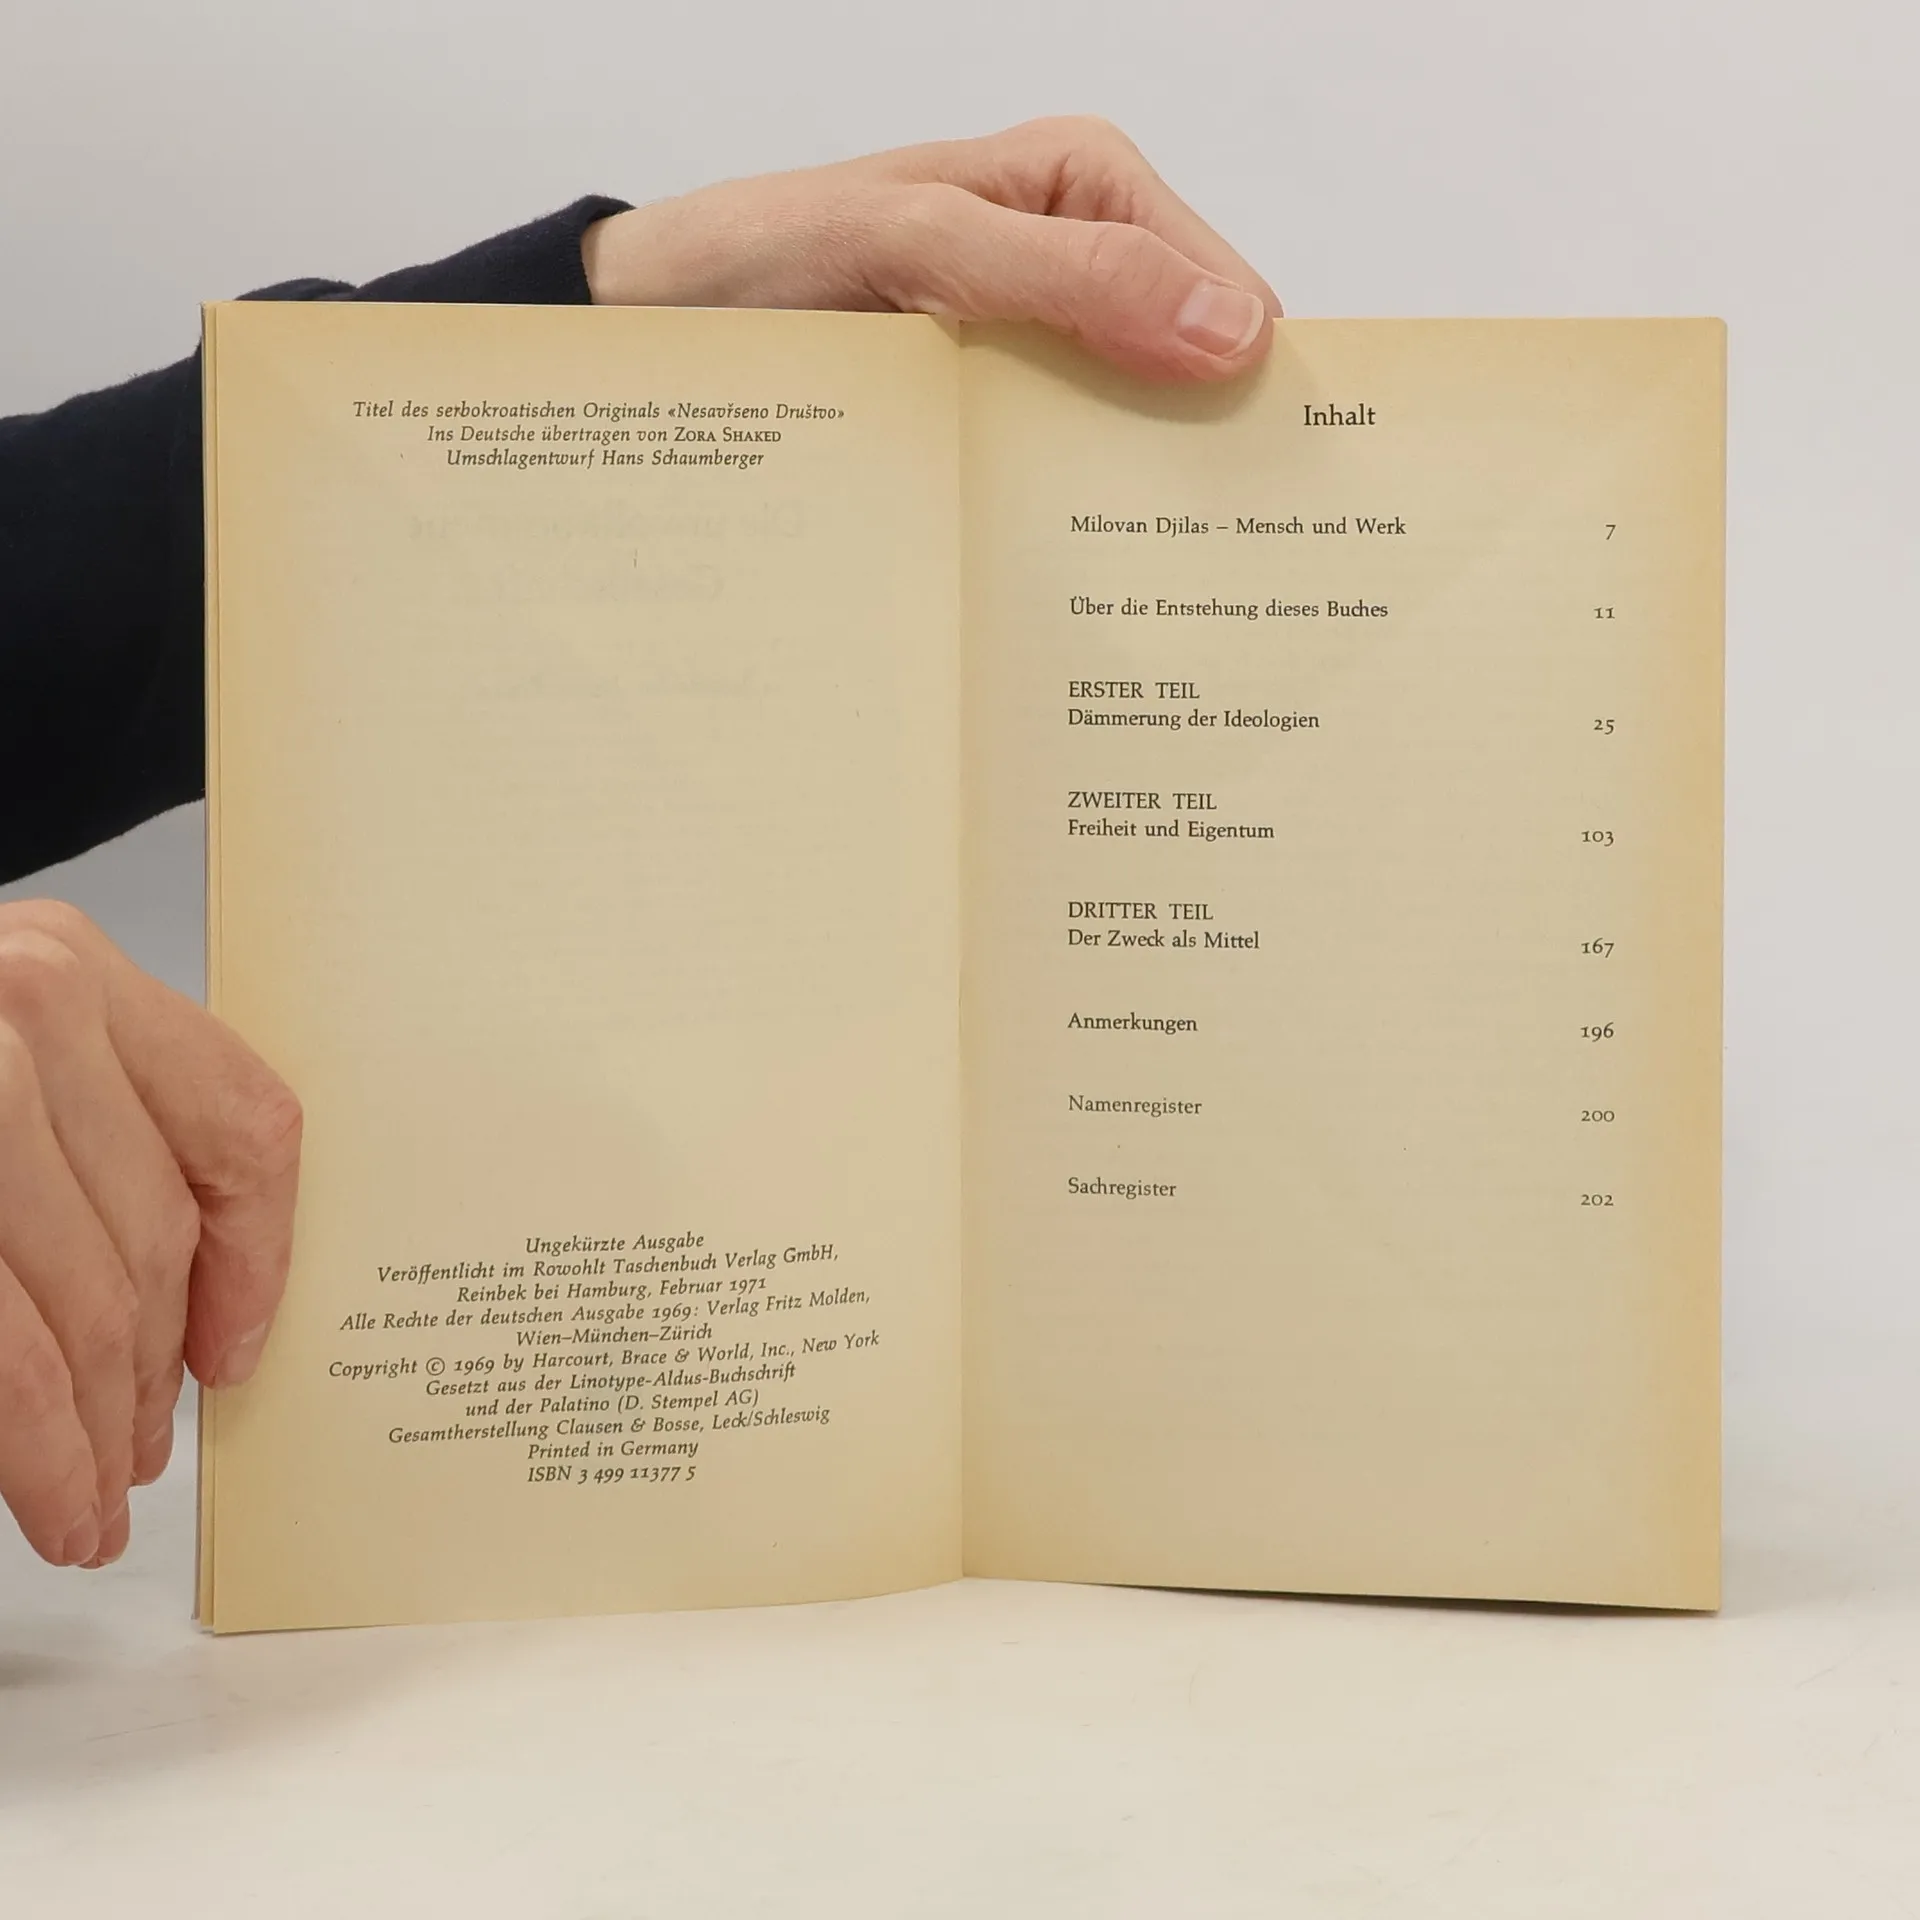 Titel des serbokroatischen Originals «Nesavřseno Društvo»
Ins Deutsche übertragen von ZORA SHAKED
Umschlagentwurf Hans Schaumberger
Ungekürzte Ausgabe
Veröffentlicht im Rowohlt Taschenbuch Verlag GmbH,
Reinbek bei Hamburg, Februar 1971
Alle Rechte der deutschen Ausgabe 1969: Verlag Fritz Molden,
Wien–München–Zürich
Copyright © 1969 by Harcourt, Brace & World, Inc., New York
Gesetzt aus der Linotype-Aldus-Buchschrift
und der Palatino (D. Stempel AG)
Gesamtherstellung Clausen & Bosse, Leck/Schleswig
Printed in Germany
ISBN 3 499 11377 5
Inhalt
Milovan Djilas – Mensch und Werk 7
Über die Entstehung dieses Buches 11
ERSTER TEIL
Dämmerung der Ideologien 25
ZWEITER TEIL
Freiheit und Eigentum 103
DRITTER TEIL
Der Zweck als Mittel 167
Anmerkungen 196
Namenregister 200
Sachregister 202